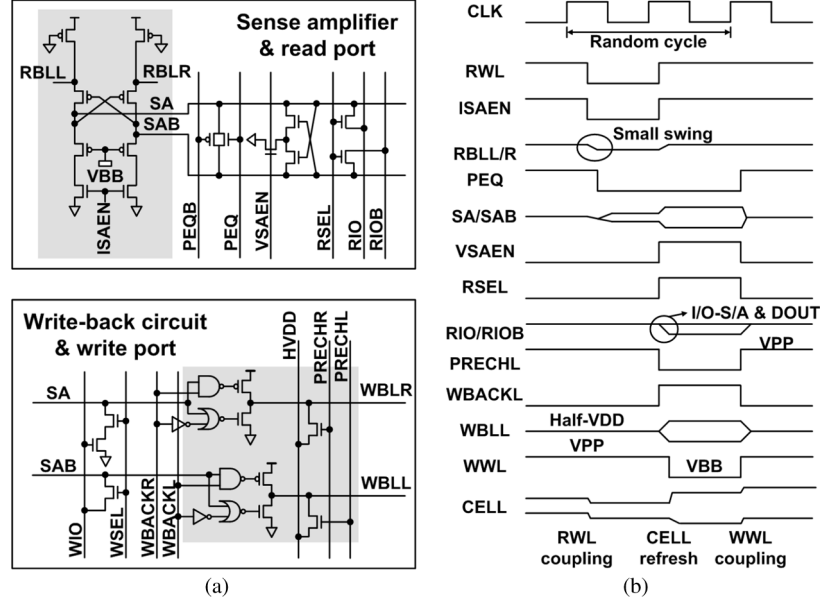 Sense amplifier
& read port
RBLL
RBLR
SA
SAB
VBB
ISAEN
PEQB
PEQ
VSAEN
RSEL
RIO
RIOB
Write-back circuit
& write port
HVDD
PRECHR
PRECHL
SA
WBLR
SAB
WBLL
WIO
WSEL
WBACKR
WBACKL
(a)
CLK
Random cycle
RWL
ISAEN
Small swing
RBLL/R
PEQ
SA/SAB
VSAEN
RSEL
I/O-S/A & DOUT
RIO/RIOB
VPP
PRECHL
WBACKL
Half-VDD
WBLL
VPP
WWL
VBB
CELL
RWL CELL WWL
coupling refresh coupling
(b)